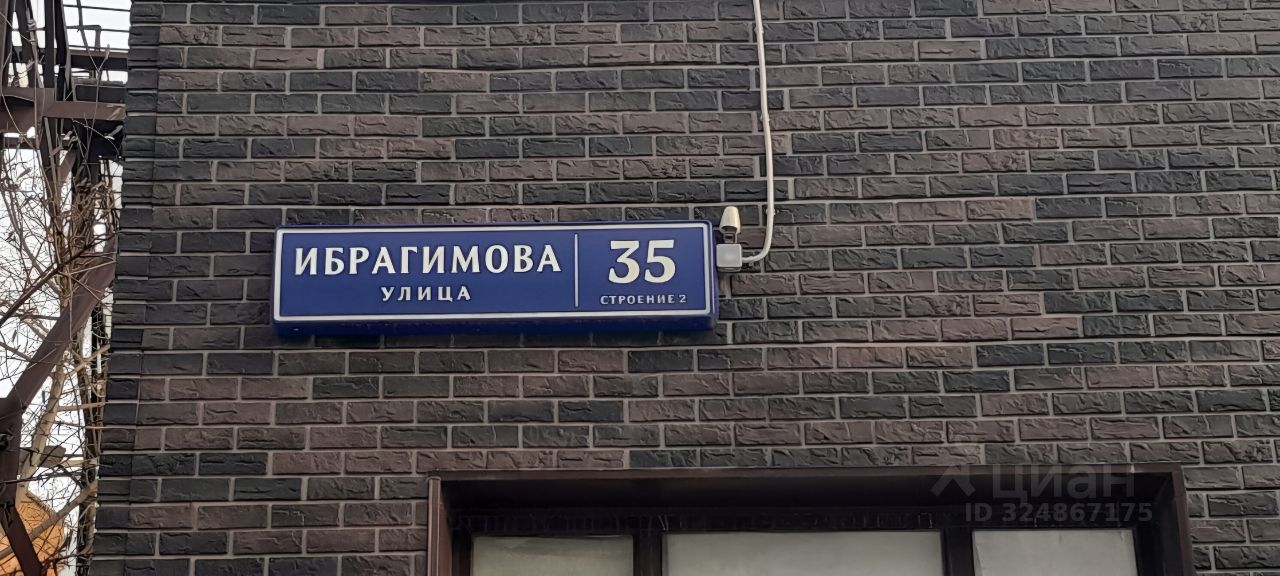 ИБРАГИМОВА
УЛИЦА
35
СТРОЕНИЕ 2
циан
ID 324867175